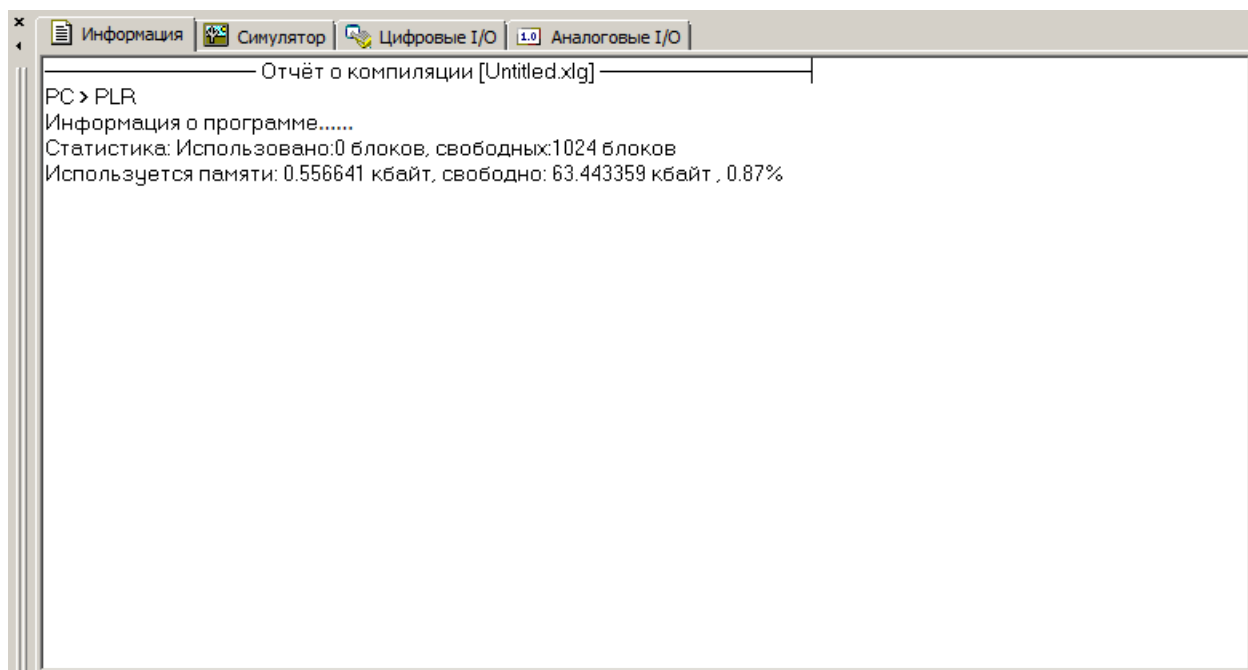 Информация Симулятор Цифровые I/O 1.0 Аналоговые I/O
Отчёт о компиляции [Untitled.xlg]
PC > PLR
Информация о программе......
Статистика: Использовано:0 блоков, свободных:1024 блоков
Используется памяти: 0.556641 кбайт, свободно: 63.443359 кбайт , 0.87%